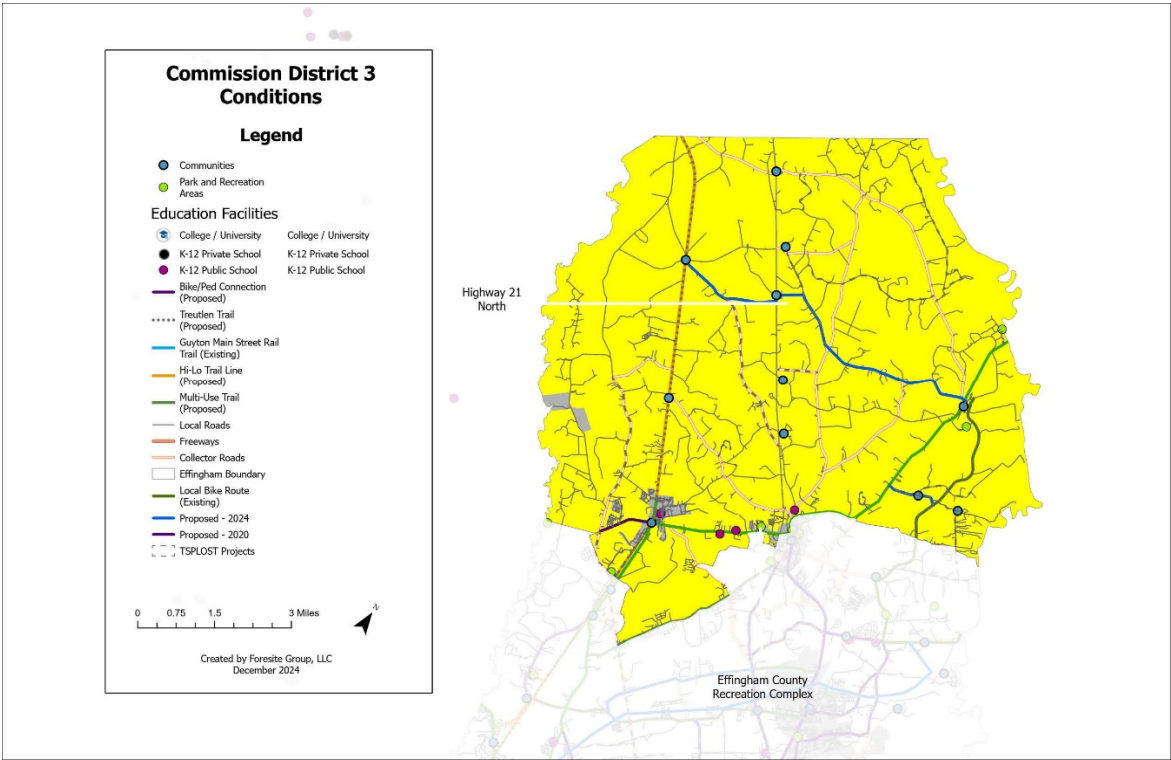 Commission District 3
Conditions
Legend
Communities
Park and Recreation
Areas
Education Facilities
College / University College / University
K-12 Private School K-12 Private School
K-12 Public School K-12 Public School
Bike/Ped Connection
(Proposed)
Treutlen Trail
(Proposed)
Guyton Main Street Rail
Trail (Existing)
Hi-Lo Trail Line
(Proposed)
Multi-Use Trail
(Proposed)
Local Roads
Freeways
Collector Roads
Effingham Boundary
Local Bike Route
(Existing)
Proposed - 2024
Proposed - 2020
TSPLOST Projects
0 0.75 1.5 3 Miles
N
Created by Foresite Group, LLC
December 2024
Highway 21
North
Effingham County
Recreation Complex